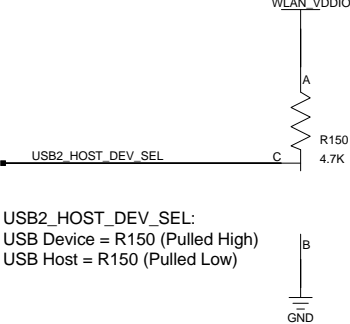 WLAN_VDDIO
A
R150
USB2_HOST_DEV_SEL
C
4.7K
USB2_HOST_DEV_SEL:
USB Device = R150 (Pulled High)
USB Host = R150 (Pulled Low)
B
GND